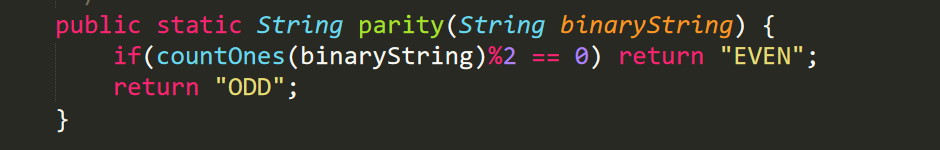 public static String parity(String binaryString) {
    if(countOnes(binaryString)%2 == 0) return "EVEN";
    return "ODD";
}